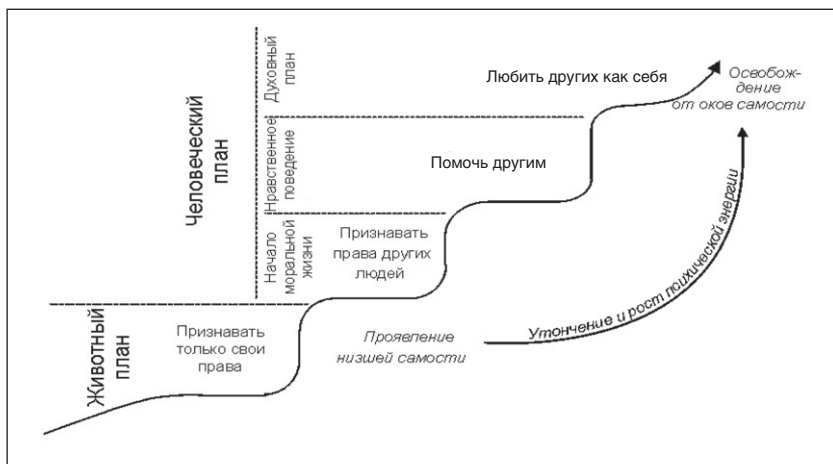 Любить других как себя
Освобож-
дение
от оков самости
Духовный
план
Человеческий
план
Помочь другим
Нравственное
поведение
Признавать
права других
людей
Начало
моральной
жизни
Утончение и рост психической энергии
Животный
план
Признавать
только свои
права
Проявление
низшей самости